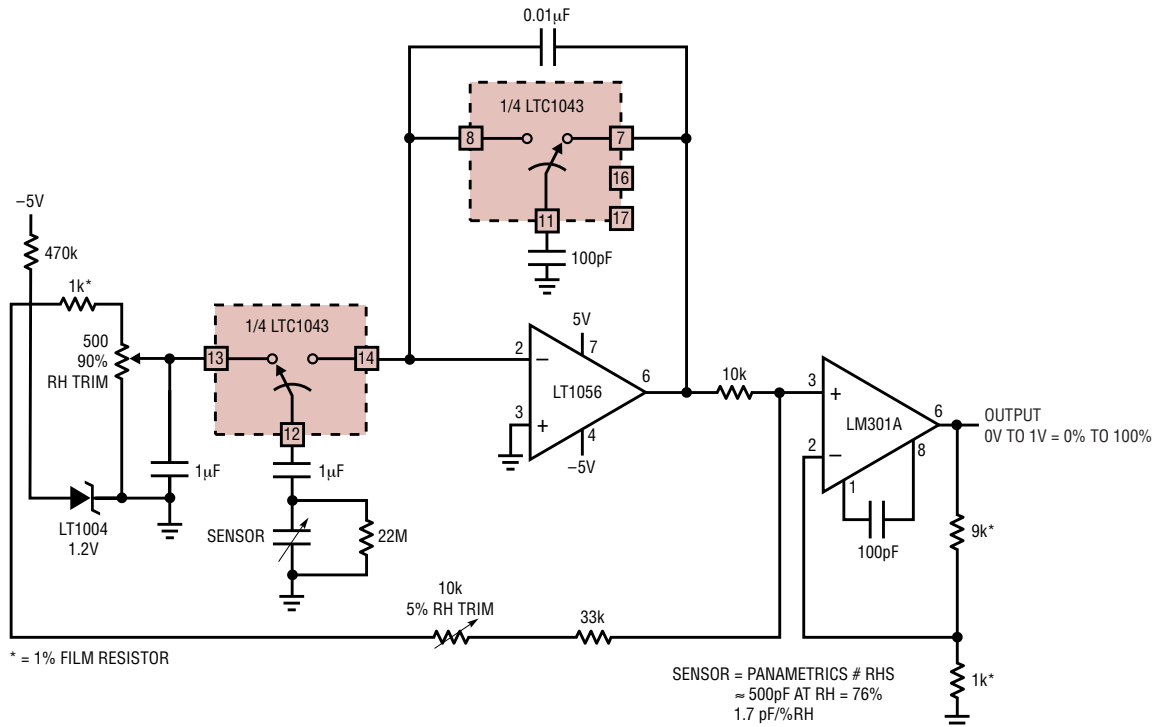 0.01µF
1/4 LTC1043
8
7
16
17
11
100pF
–5V
470k
1k*
500
90%
RH TRIM
1/4 LTC1043
13
14
12
1µF
1µF
LT1004
1.2V
SENSOR
22M
5V
2
–
7
6
LT1056
3
+
4
–5V
10k
3
+
6
LM301A
2
–
8
1
100pF
OUTPUT
0V TO 1V = 0% TO 100%
9k*
10k
5% RH TRIM
33k
1k*
* = 1% FILM RESISTOR
SENSOR = PANAMETRICS # RHS
≈ 500pF AT RH = 76%
1.7 pF/%RH